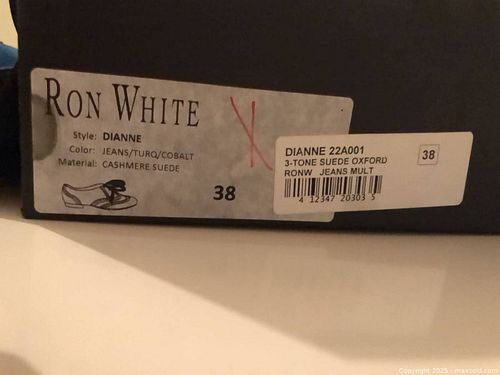 RON WHITE
Style: DIANNE
Color: JEANS/TURQ/COBALT
Material: CASHMERE SUEDE
38
DIANNE 22A001
3-TONE SUEDE OXFORD
RONW JEANS MULT
38
4 12347 20303 5
Copyright 2025 - maxsold.com